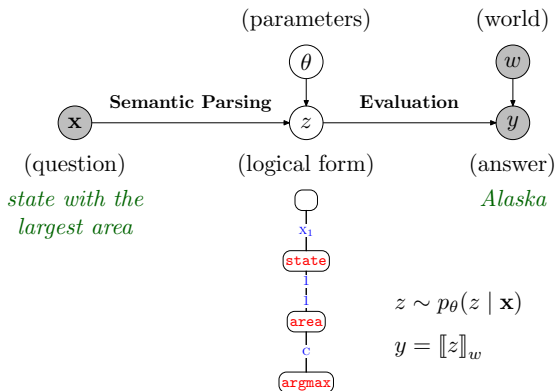 (parameters)
(world)
θ
w
Semantic Parsing
Evaluation
x
z
y
(question)
(logical form)
(answer)
state with the
largest area
Alaska
x₁
state
1
1
area
c
argmax
z ∼ pθ(z | x)
y = ⟦z⟧w